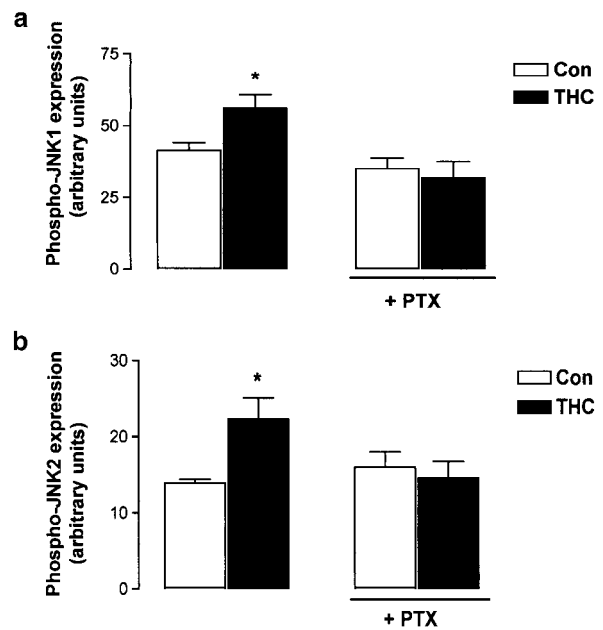 a
Phospho-JNK1 expression
(arbitrary units)
75
50
25
0
*
Con
THC
+ PTX
b
Phospho-JNK2 expression
(arbitrary units)
30
20
10
0
*
Con
THC
+ PTX